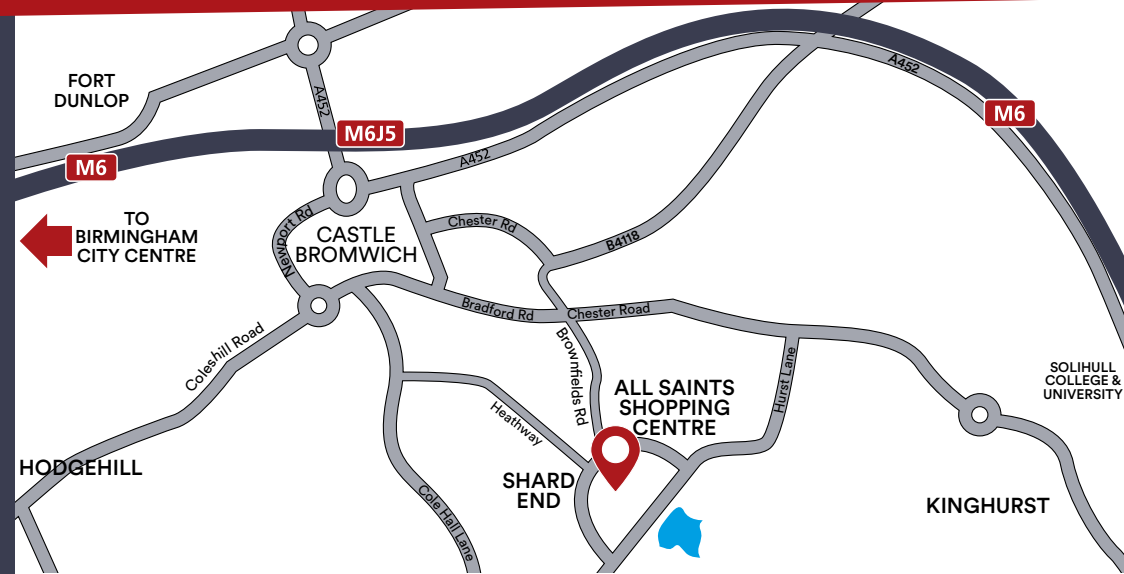 FORT
DUNLOP
A452
A452
M6J5
M6
M6
A452
TO
BIRMINGHAM
CITY CENTRE
Newport Rd
CASTLE
BROMWICH
Chester Rd
B4118
Bradford Rd
Chester Road
Coleshill Road
Brownfields Rd
Hurst Lane
SOLIHULL
COLLEGE &
UNIVERSITY
ALL SAINTS
SHOPPING
CENTRE
Heathway
HODGEHILL
SHARD
END
Cole Hall Lane
KINGHURST